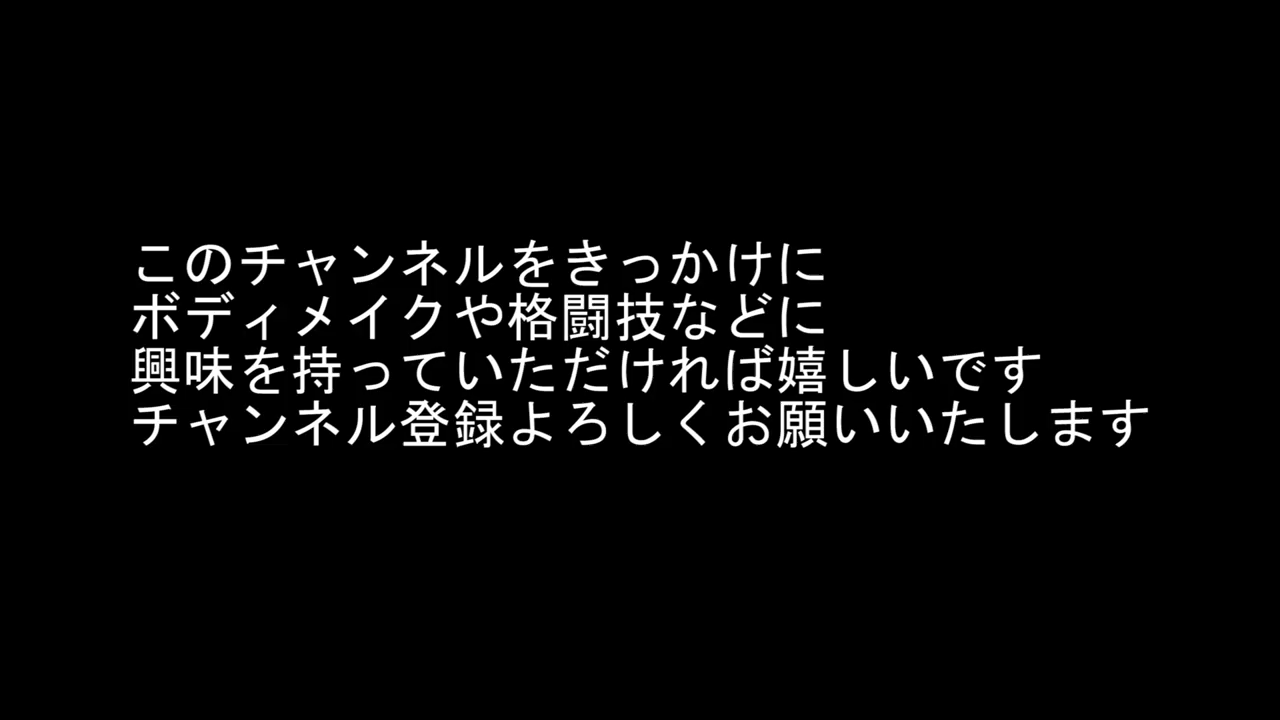 このチャンネルをきっかけに
ボディメイクや格闘技などに
興味を持っていただければ嬉しいです
チャンネル登録よろしくお願いいたします